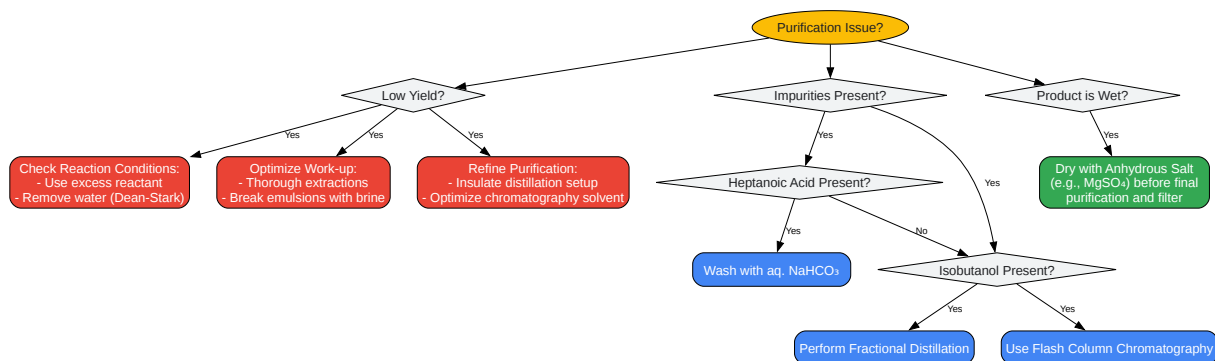 Purification Issue?
Low Yield?
Impurities Present?
Product is Wet?
Yes
Yes
Yes
Yes
Yes
Check Reaction Conditions:
- Use excess reactant
- Remove water (Dean-Stark)
Optimize Work-up:
- Thorough extractions
- Break emulsions with brine
Refine Purification:
- Insulate distillation setup
- Optimize chromatography solvent
Heptanoic Acid Present?
Yes
Dry with Anhydrous Salt
(e.g., MgSO₄) before final
purification and filter
Yes
No
Wash with aq. NaHCO₃
Isobutanol Present?
Yes
Yes
Perform Fractional Distillation
Use Flash Column Chromatography